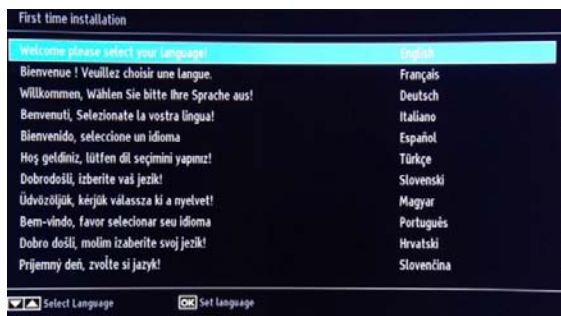 First time installation
Welcome please select your language! English
Bienvenue ! Veuillez choisir une langue. Français
Willkommen, Wählen Sie bitte Ihre Sprache aus! Deutsch
Benvenuti, Selezionate la vostra lingua! Italiano
Bienvenido, seleccione un idioma Español
Hoş geldiniz, lütfen dil seçimini yapınız! Türkçe
Dobrodošli, izberite vaš jezik! Slovenski
Üdvözöljük, kérjük válassza ki a nyelvet! Magyar
Bem-vindo, favor selecionar seu idioma Português
Dobro došli, molim izaberite svoj jezik! Hrvatski
Príjemný deň, zvoľte si jazyk! Slovenčina
Select Language OK Set language